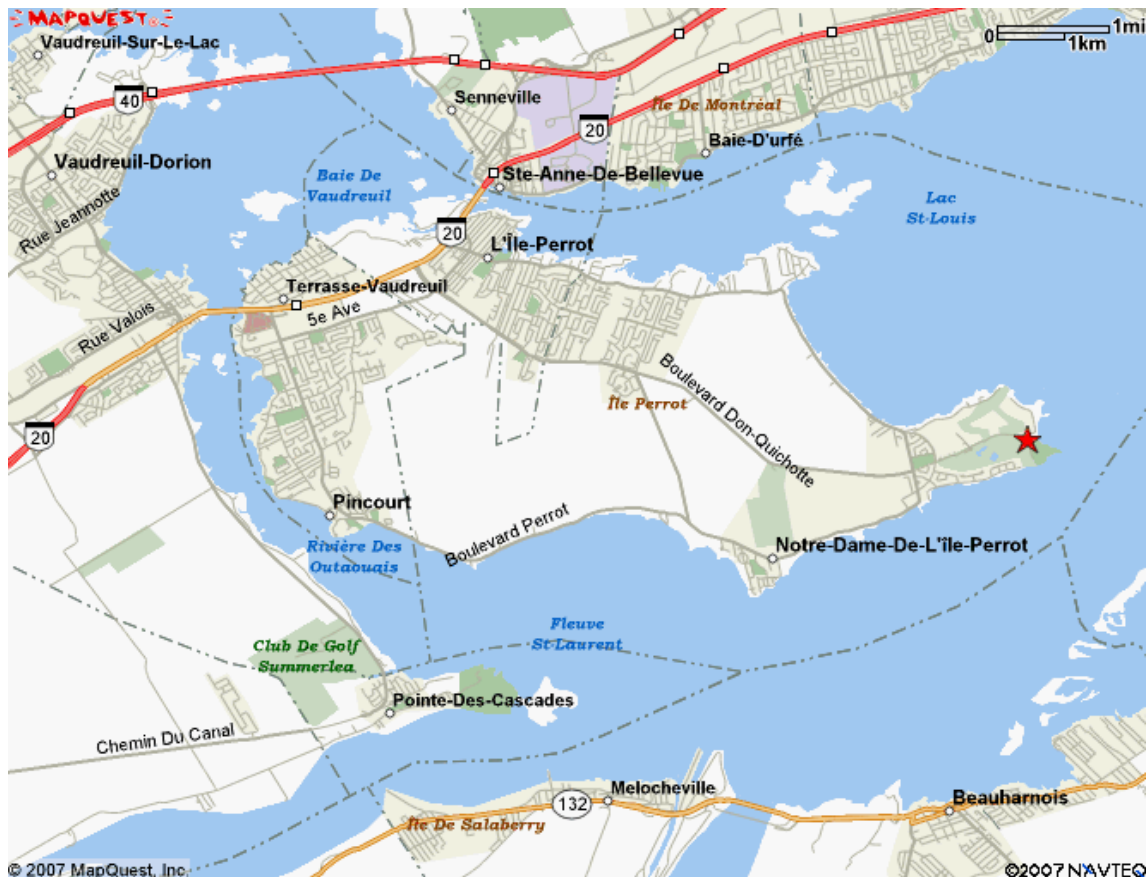 MAPQUEST
Vaudreuil-Sur-Le-Lac
0
1mi
1km
40
Senneville
Île De Montréal
20
Baie-D'urfé
Vaudreuil-Dorion
Baie De
Vaudreuil
Ste-Anne-De-Bellevue
Lac
St-Louis
Rue Jeannotte
20
L'Île-Perrot
Terrasse-Vaudreuil
5e Ave
Rue Valois
Boulevard Don-Quichotte
Île Perrot
20
Pincourt
Boulevard Perrot
Rivière Des
Outaouais
Notre-Dame-De-L'île-Perrot
Fleuve
St-Laurent
Club De Golf
Summerlea
Pointe-Des-Cascades
Chemin Du Canal
Melocheville
132
Beauharnois
Île De Salaberry
© 2007 MapQuest, Inc.
©2007 NAVTEQ